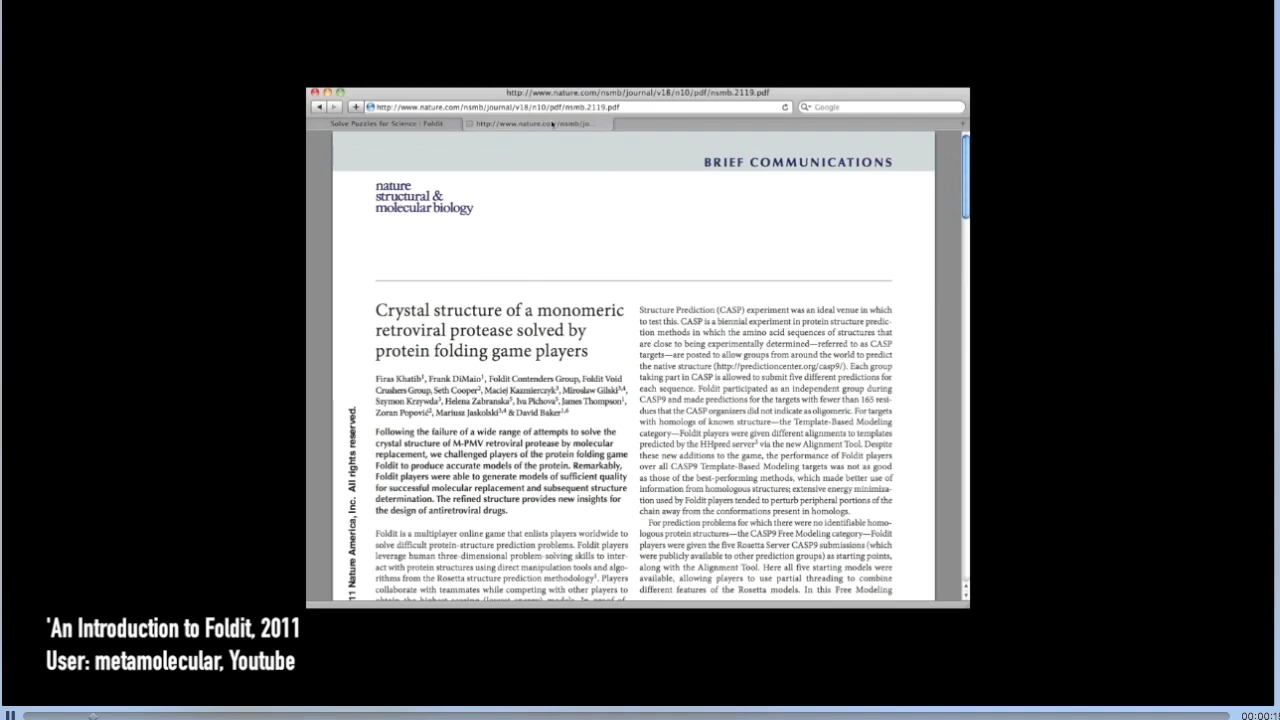 http://www.nature.com/nsmb/journal/v18/n10/pdf/nsmb.2119.pdf
http://www.nature.com/nsmb/journal/v18/n10/pdf/nsmb.2119.pdf
Google
Solve Puzzles for Science | Foldit
http://www.nature.com/nsmb/jo...
BRIEF COMMUNICATIONS
nature
structural &
molecular biology
Crystal structure of a monomeric
retroviral protease solved by
protein folding game players
Firas Khatib1, Frank DiMaio1, Foldit Contenders Group, Foldit Void
Crushers Group, Seth Cooper2, Maciej Kazmierczyk3, Miroslaw Gilski3,4,
Szymon Krzywda3, Helena Zabranska5, Iva Pichova5, James Thompson1,
Zoran Popović2, Mariusz Jaskolski3,4 & David Baker1,6
Following the failure of a wide range of attempts to solve the
crystal structure of M-PMV retroviral protease by molecular
replacement, we challenged players of the protein folding game
Foldit to produce accurate models of the protein. Remarkably,
Foldit players were able to generate models of sufficient quality
for successful molecular replacement and subsequent structure
determination. The refined structure provides new insights for
the design of antiretroviral drugs.
Foldit is a multiplayer online game that enlists players worldwide to
solve difficult protein-structure prediction problems. Foldit players
leverage human three-dimensional problem-solving skills to inter-
act with protein structures using direct manipulation tools and algo-
rithms from the Rosetta structure prediction methodology1. Players
collaborate with teammates while competing with other players to
obtain the highest-scoring (lowest-energy) models. In proof-of-
Structure Prediction (CASP) experiment was an ideal venue in which
to test this. CASP is a biennial experiment in protein structure predic-
tion methods in which the amino acid sequences of structures that
are close to being experimentally determined—referred to as CASP
targets—are posted to allow groups from around the world to predict
the native structure (http://predictioncenter.org/casp9/). Each group
taking part in CASP is allowed to submit five different predictions for
each sequence. Foldit participated as an independent group during
CASP9 and made predictions for the targets with fewer than 165 resi-
dues that the CASP organizers did not indicate as oligomeric. For targets
with homologs of known structure—the Template-Based Modeling
category—Foldit players were given different alignments to templates
predicted by the HHpred server3 via the new Alignment Tool. Despite
these new additions to the game, the performance of Foldit players
over all CASP9 Template-Based Modeling targets was not as good
as those of the best-performing methods, which made better use of
information from homologous structures; extensive energy minimiza-
tion used by Foldit players tended to perturb peripheral portions of the
chain away from the conformations present in homologs.
For prediction problems for which there were no identifiable homo-
logous protein structures—the CASP9 Free Modeling category—Foldit
players were given the five Rosetta Server CASP9 submissions (which
were publicly available to other prediction groups) as starting points,
along with the Alignment Tool. Here all five starting models were
available, allowing players to use partial threading to combine
different features of the Rosetta models. In this Free Modeling
11 Nature America, Inc. All rights reserved.
'An Introduction to Foldit, 2011
User: metamolecular, Youtube